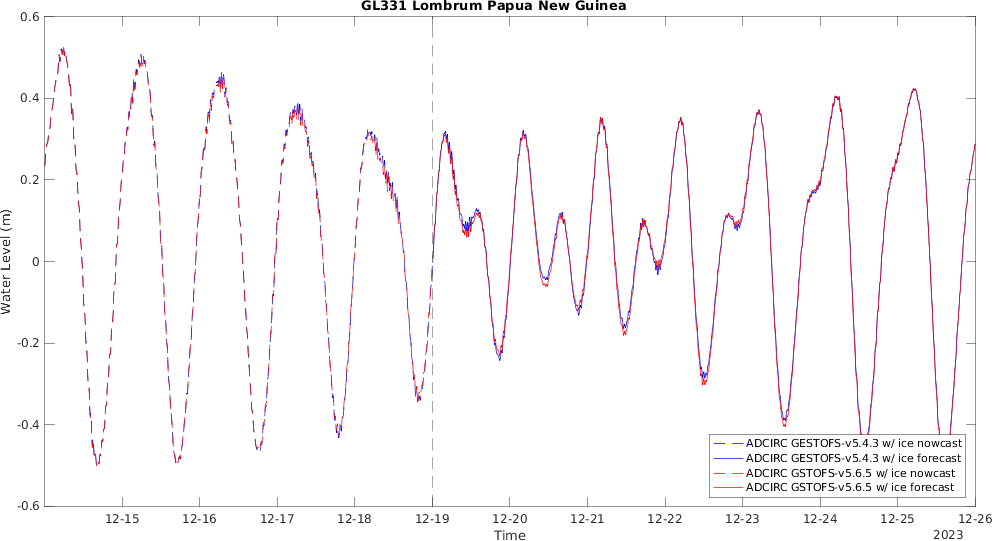 GL331 Lombrum Papua New Guinea
0.6
0.4
0.2
0
-0.2
-0.4
-0.6
Water Level (m)
ADCIRC GESTOFS-v5.4.3 w/ ice nowcast
ADCIRC GESTOFS-v5.4.3 w/ ice forecast
ADCIRC GSTOFS-v5.6.5 w/ ice nowcast
ADCIRC GSTOFS-v5.6.5 w/ ice forecast
12-15 12-16 12-17 12-18 12-19 12-20 12-21 12-22 12-23 12-24 12-25 12-26
Time
2023